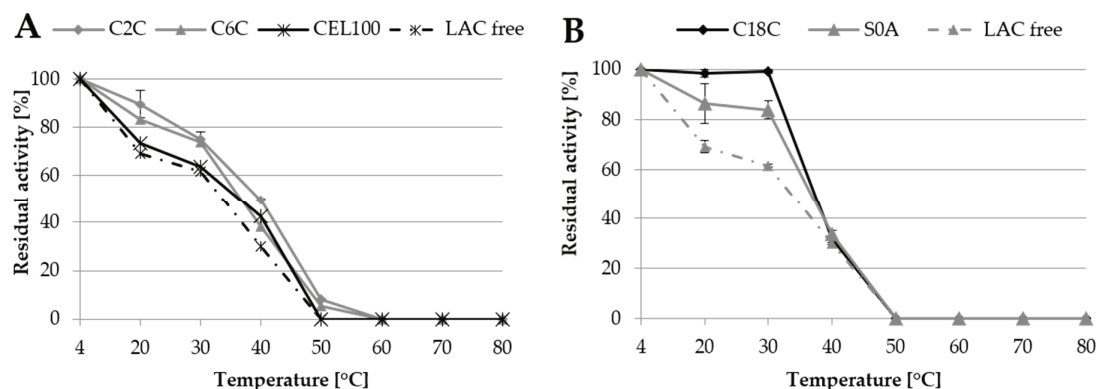 A
C2C C6C CEL100 LAC free
100
80
60
40
20
0
Residual activity [%]
4 20 30 40 50 60 70 80
Temperature [°C]
B
C18C S0A LAC free
100
80
60
40
20
0
Residual activity [%]
4 20 30 40 50 60 70 80
Temperature [°C]